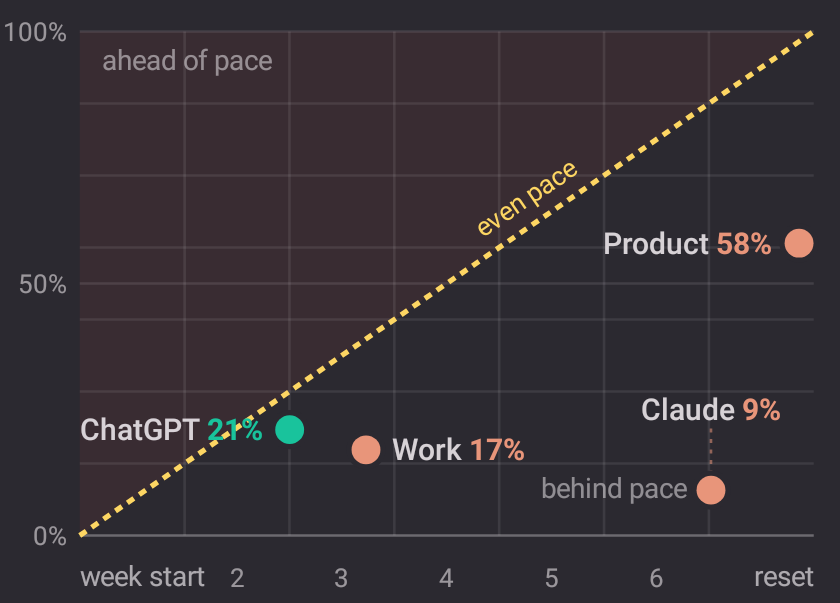 100%
ahead of pace
even pace
Product 58%
50%
Claude 9%
ChatGPT 21%
Work 17%
behind pace
0%
week start 2 3 4 5 6 reset